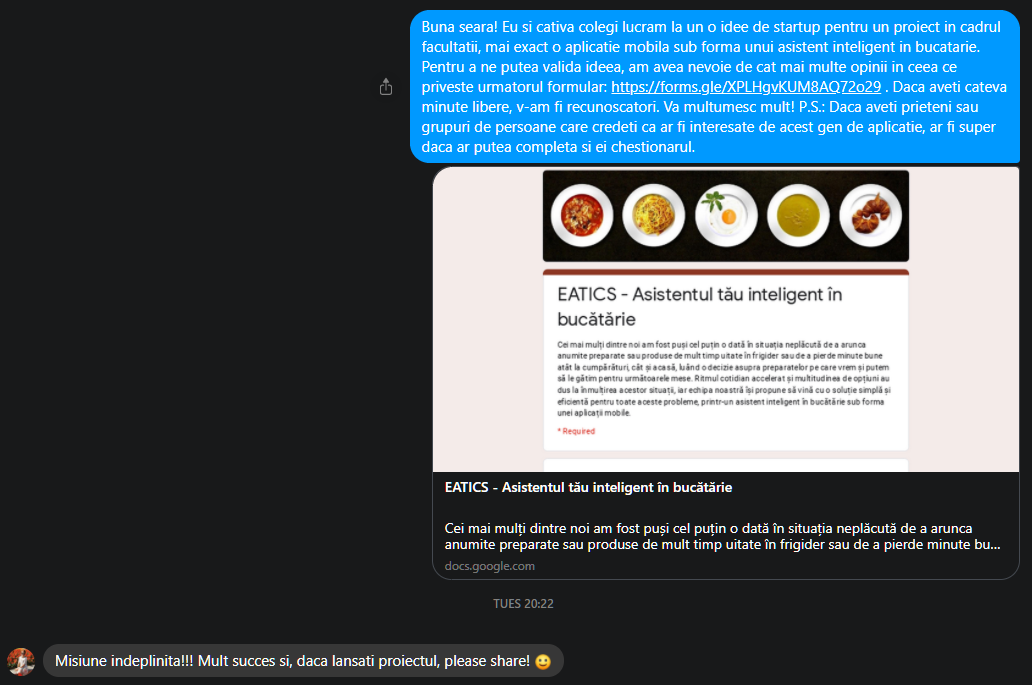 Buna seara! Eu si cativa colegi lucram la un o idee de startup pentru un proiect in cadrul
facultatii, mai exact o aplicatie mobila sub forma unui asistent inteligent in bucatarie.
Pentru a ne putea valida ideea, am avea nevoie de cat mai multe opinii in ceea ce
priveste urmatorul formular: https://forms.gle/XPLHgvKUM8AQ72o29 . Daca aveti cateva
minute libere, v-am fi recunoscatori. Va multumesc mult! P.S.: Daca aveti prieteni sau
grupuri de persoane care credeti ca ar fi interesate de acest gen de aplicatie, ar fi super
daca ar putea completa si ei chestionarul.
EATICS - Asistentul tău inteligent în
bucătărie
Cei mai mulți dintre noi am fost puși cel puțin o dată în situația neplăcută de a arunca
anumite preparate sau produse de mult timp uitate în frigider sau de a pierde minute bune
atât la cumpărături, cât și acasă, luând o decizie asupra preparatelor pe care vrem și putem
să le gătim pentru următoarele mese. Ritmul cotidian accelerat și multitudinea de opțiuni au
dus la înmulțirea acestor situații, iar echipa noastră își propune să vină cu o soluție simplă și
eficientă pentru toate aceste probleme, printr-un asistent inteligent în bucătărie sub forma
unei aplicații mobile.
* Required
EATICS - Asistentul tău inteligent în bucătărie
Cei mai mulți dintre noi am fost puși cel puțin o dată în situația neplăcută de a arunca
anumite preparate sau produse de mult timp uitate în frigider sau de a pierde minute bu...
docs.google.com
TUES 20:22
Misiune indeplinita!!! Mult succes si, daca lansati proiectul, please share! 😀